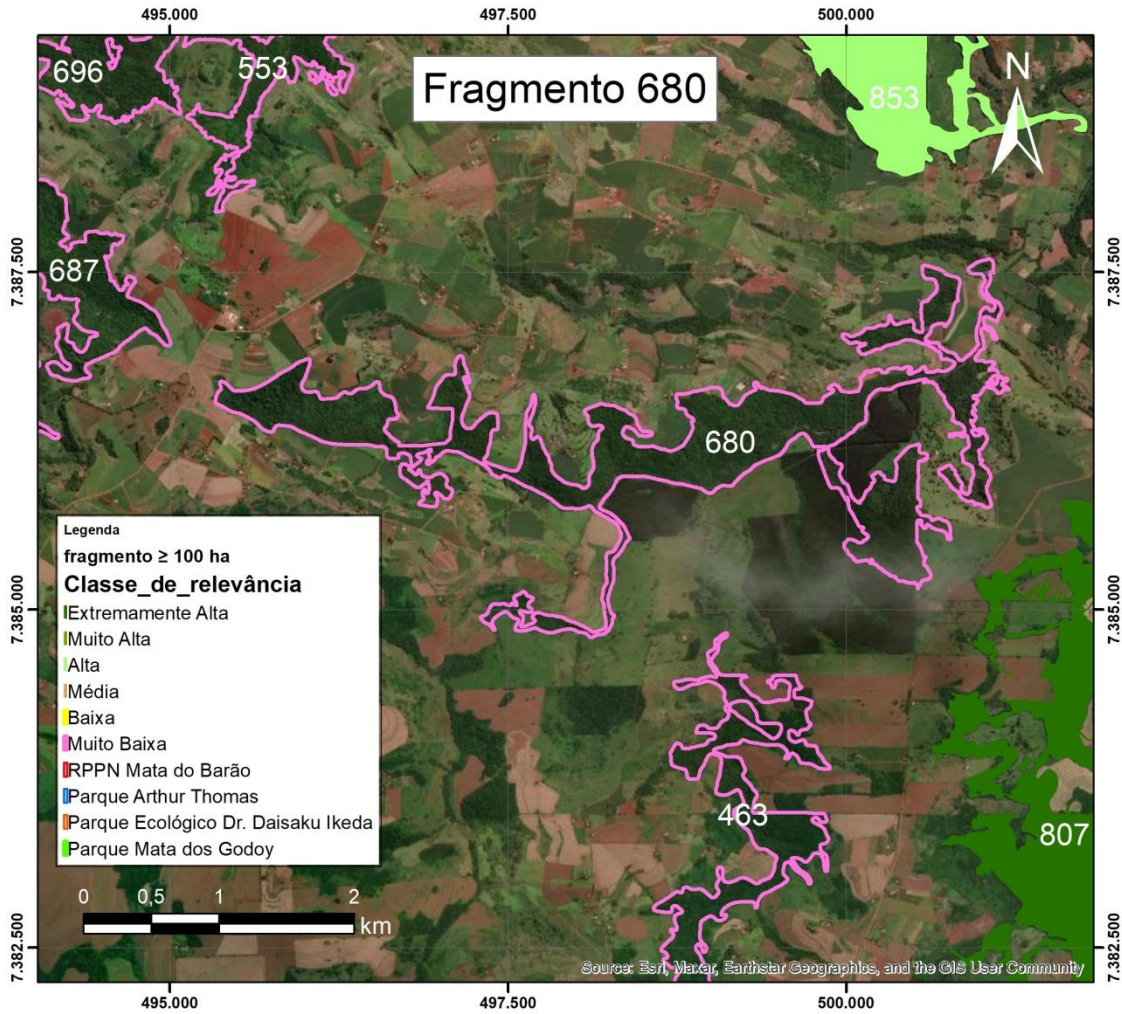 495.000 497.500 500.000
696
553
Fragmento 680
853
N
7.387.500
687
7.387.500
680
Legenda
fragmento ≥ 100 ha
Classe_de_relevância
Extremamente Alta
Muito Alta
Alta
Média
Baixa
Muito Baixa
RPPN Mata do Barão
Parque Arthur Thomas
Parque Ecológico Dr. Daisaku Ikeda
Parque Mata dos Godoy
7.385.000
7.385.000
463
807
0 0,5 1 2
km
7.382.500
7.382.500
Source: Esri, Maxar, Earthstar Geographics, and the GIS User Community
495.000 497.500 500.000